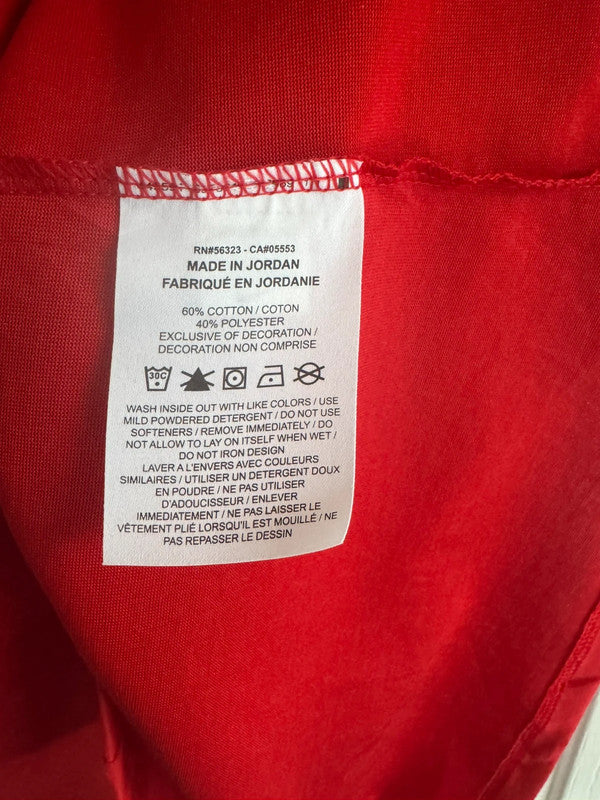 RN#56323 - CA#05553
MADE IN JORDAN
FABRIQUÉ EN JORDANIE
60% COTTON / COTON
40% POLYESTER
EXCLUSIVE OF DECORATION /
DECORATION NON COMPRISE
30C
WASH INSIDE OUT WITH LIKE COLORS / USE
MILD POWDERED DETERGENT / DO NOT USE
SOFTENERS / REMOVE IMMEDIATELY / DO
NOT ALLOW TO LAY ON ITSELF WHEN WET /
DO NOT IRON DESIGN
LAVER A L'ENVERS AVEC COULEURS
SIMILAIRES / UTILISER UN DETERGENT DOUX
EN POUDRE / NE PAS UTILISER
D'ADOUCISSEUR / ENLEVER
IMMEDIATEMENT / NE PAS LAISSER LE
VÊTEMENT PLIÉ LORSQU'IL EST MOUILLÉ / NE
PAS REPASSER LE DESSIN